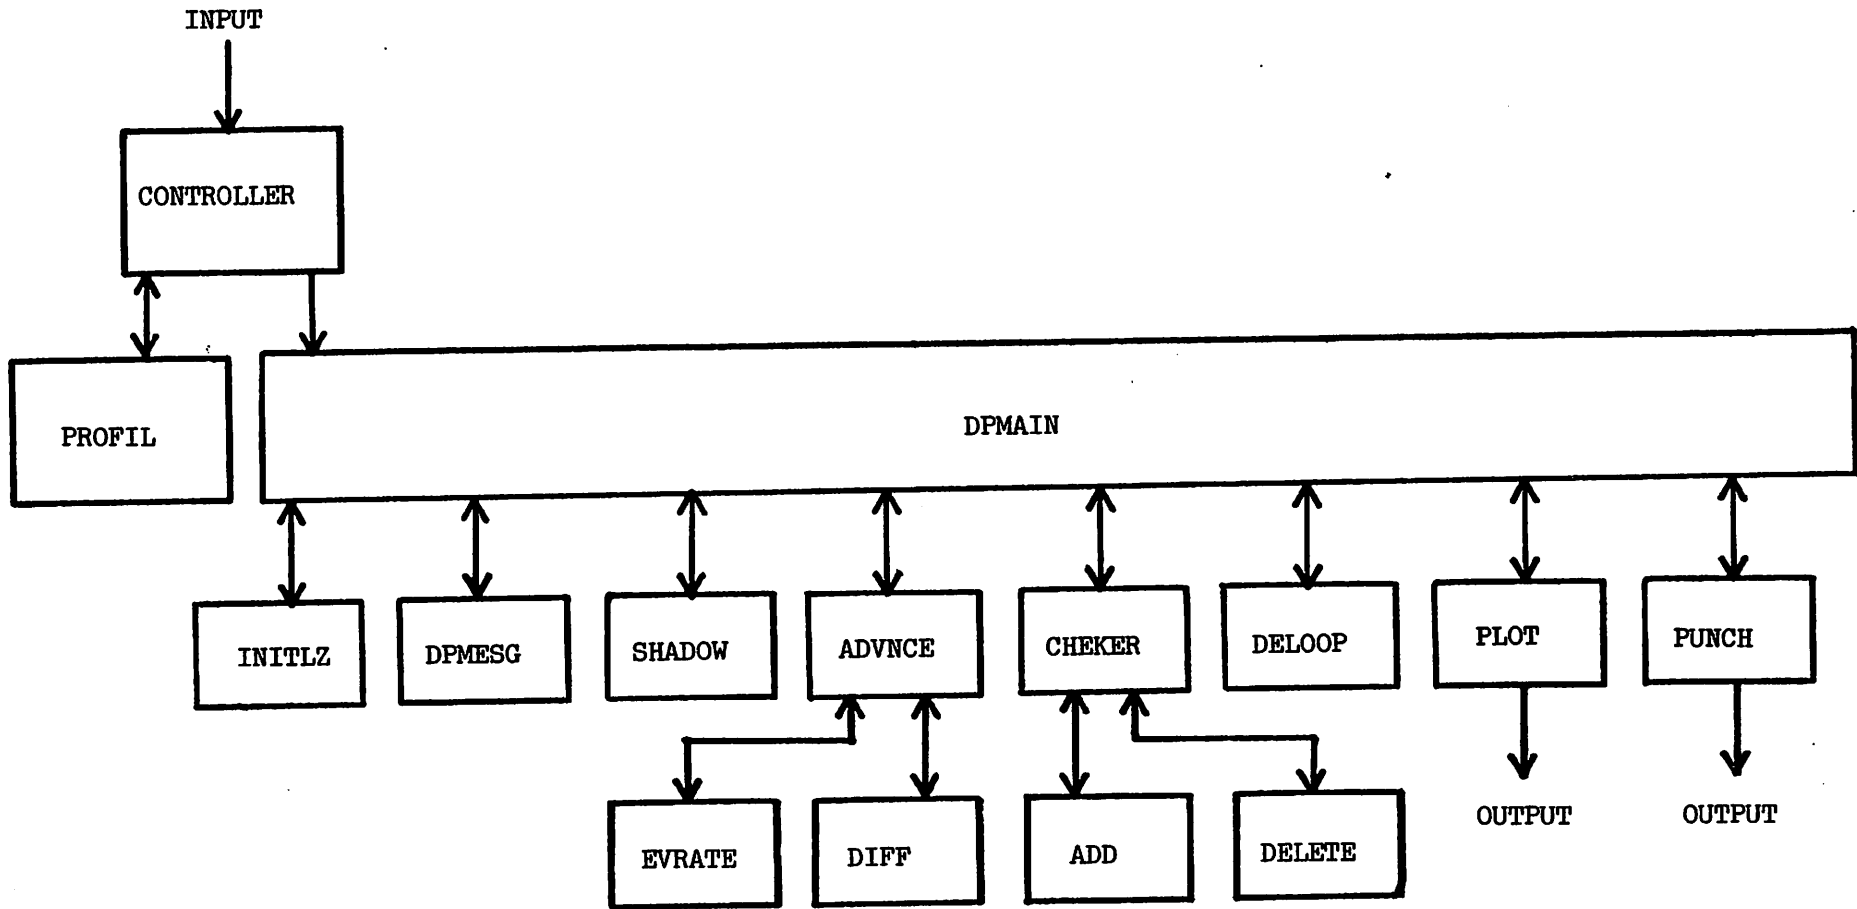 INPUT
CONTROLLER
PROFIL
DPMAIN
INITLZ
DPMESG
SHADOW
ADVNCE
CHEKER
DELOOP
PLOT
PUNCH
EVRATE
DIFF
ADD
DELETE
OUTPUT
OUTPUT